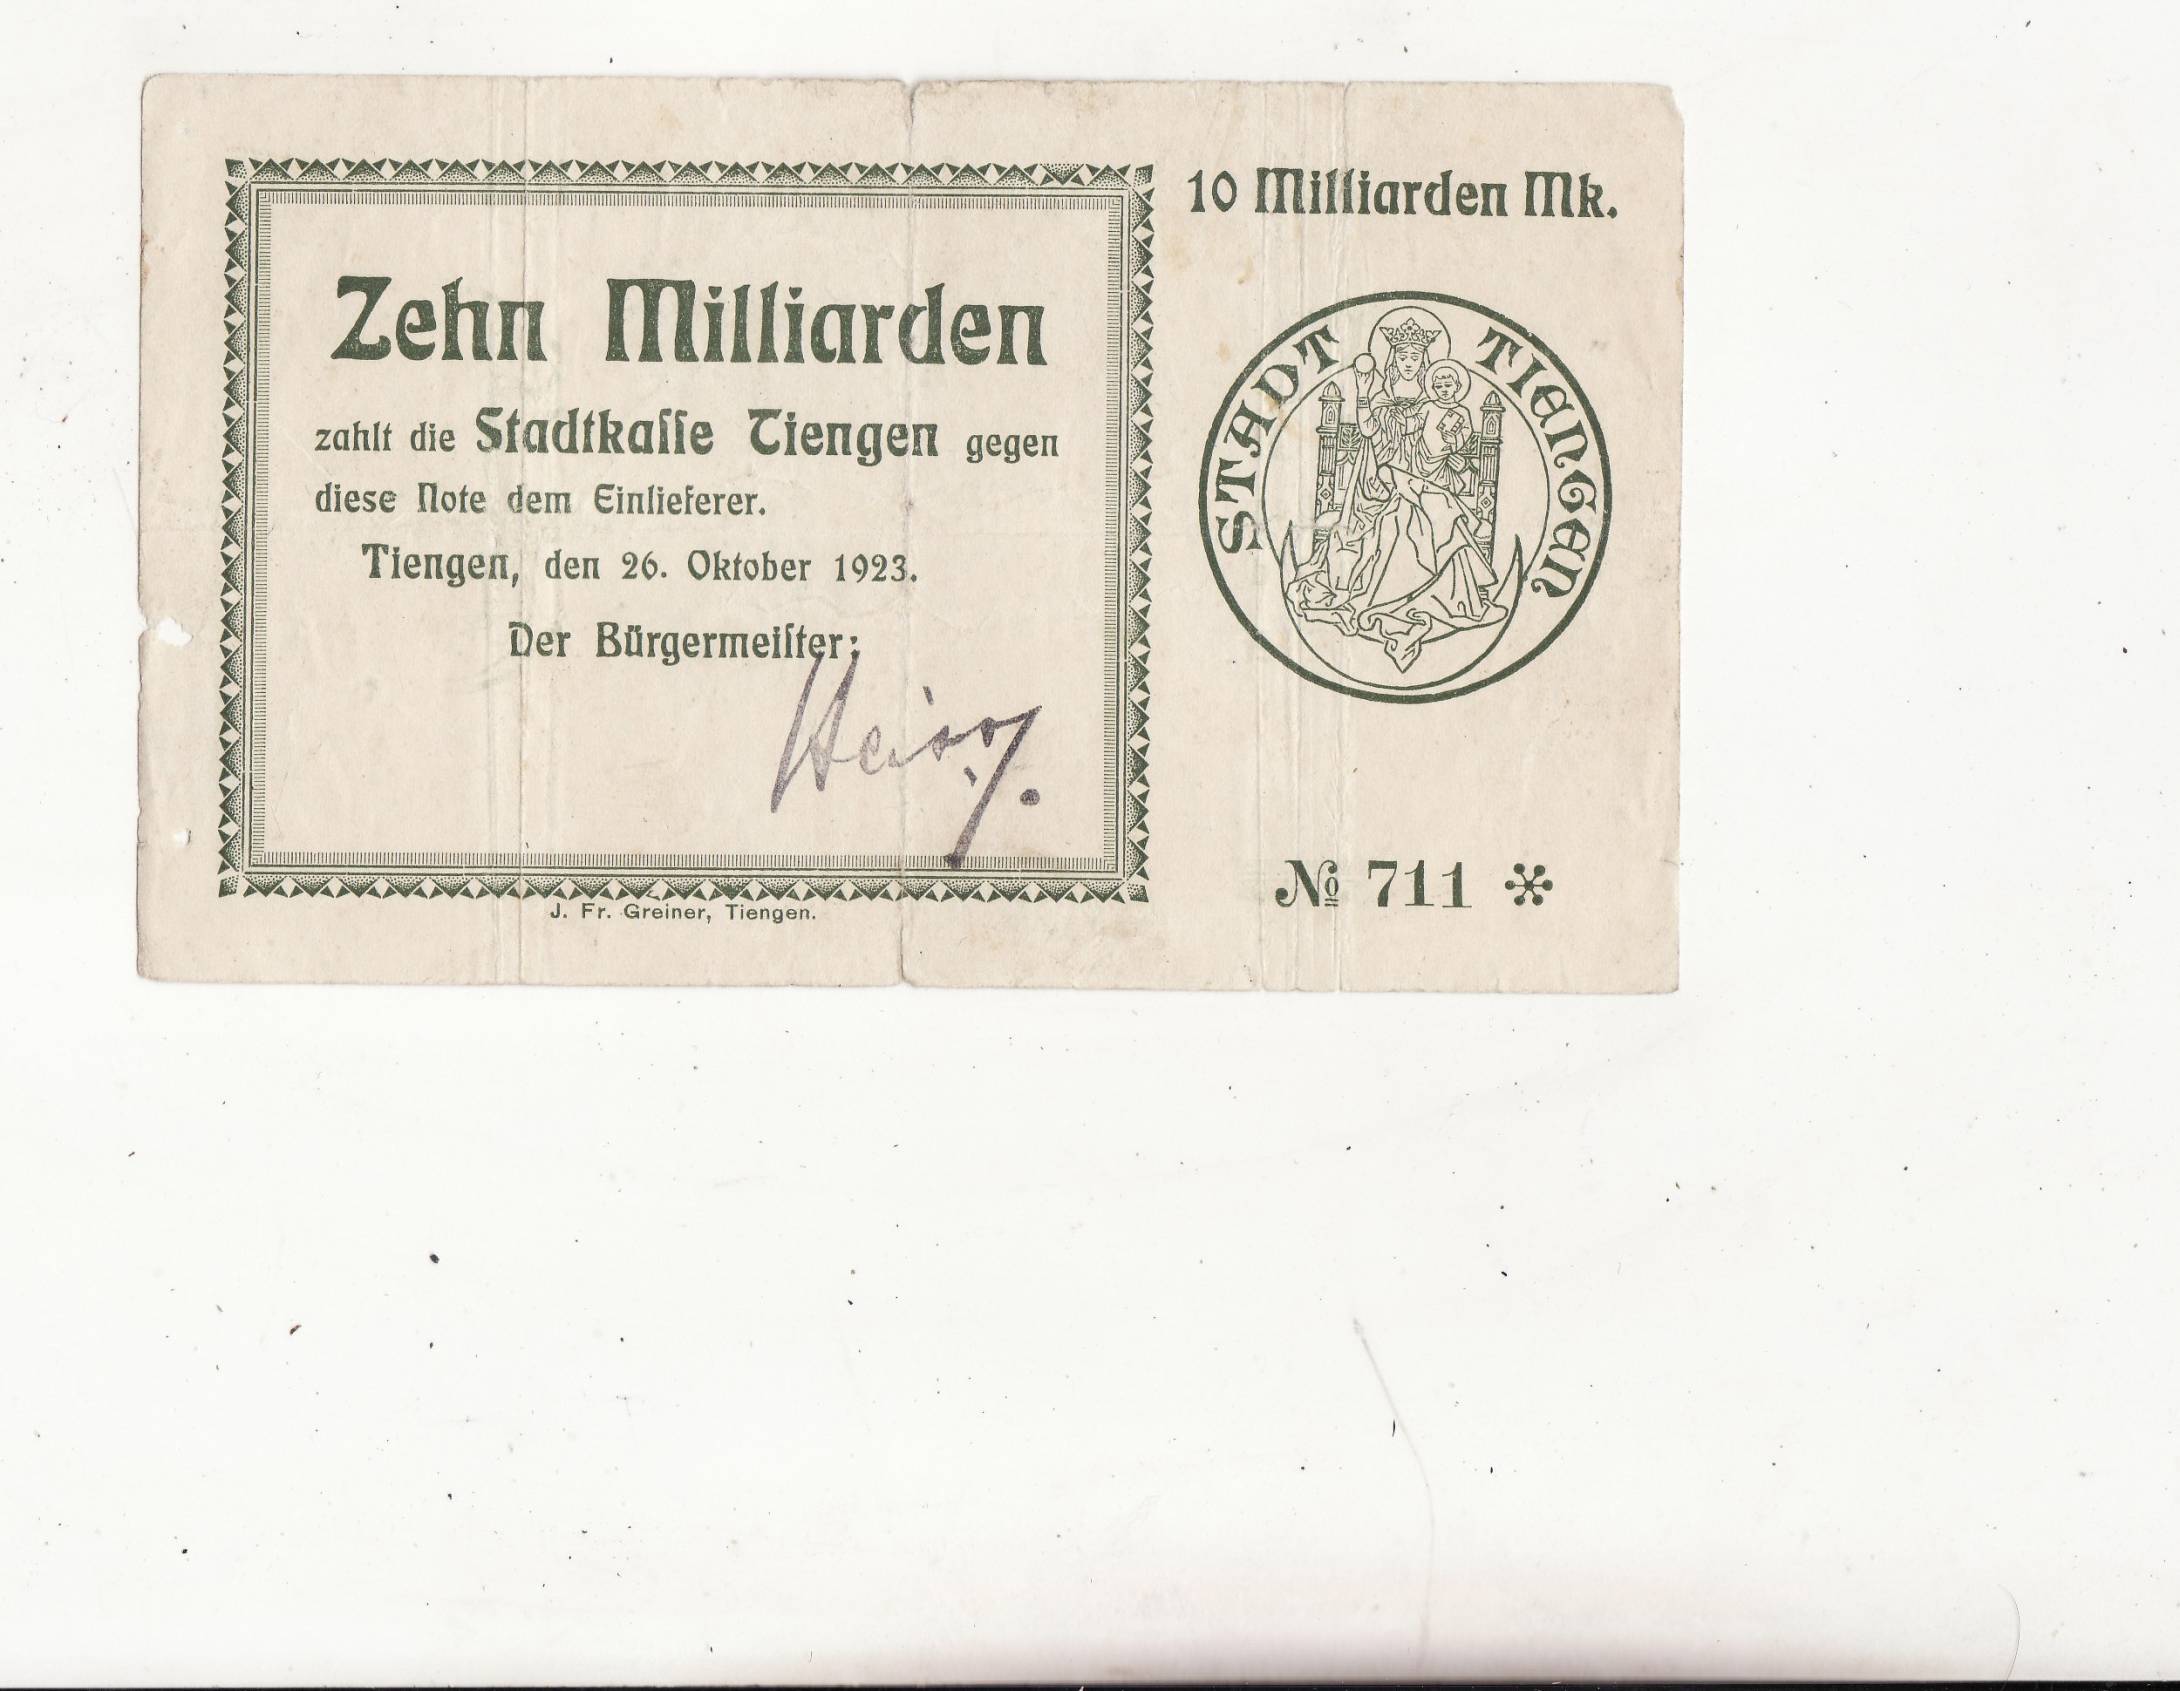 10 Milliarden Mk.
Zehn Milliarden
zahlt die Stadtkaſſe Tiengen gegen
dieſe Note dem Einlieferer.
Tiengen, den 26. Oktober 1923.
Der Bürgermeiſter:
STADT TIENGEN
№ 711
J. Fr. Greiner, Tiengen.